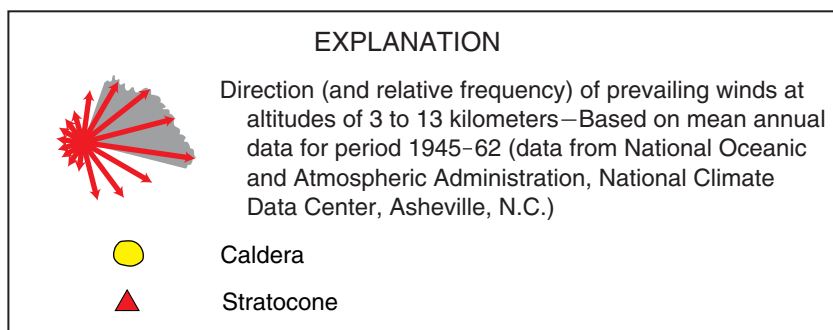 EXPLANATION
Direction (and relative frequency) of prevailing winds at
altitudes of 3 to 13 kilometers—Based on mean annual
data for period 1945–62 (data from National Oceanic
and Atmospheric Administration, National Climate
Data Center, Asheville, N.C.)
Caldera
Stratocone